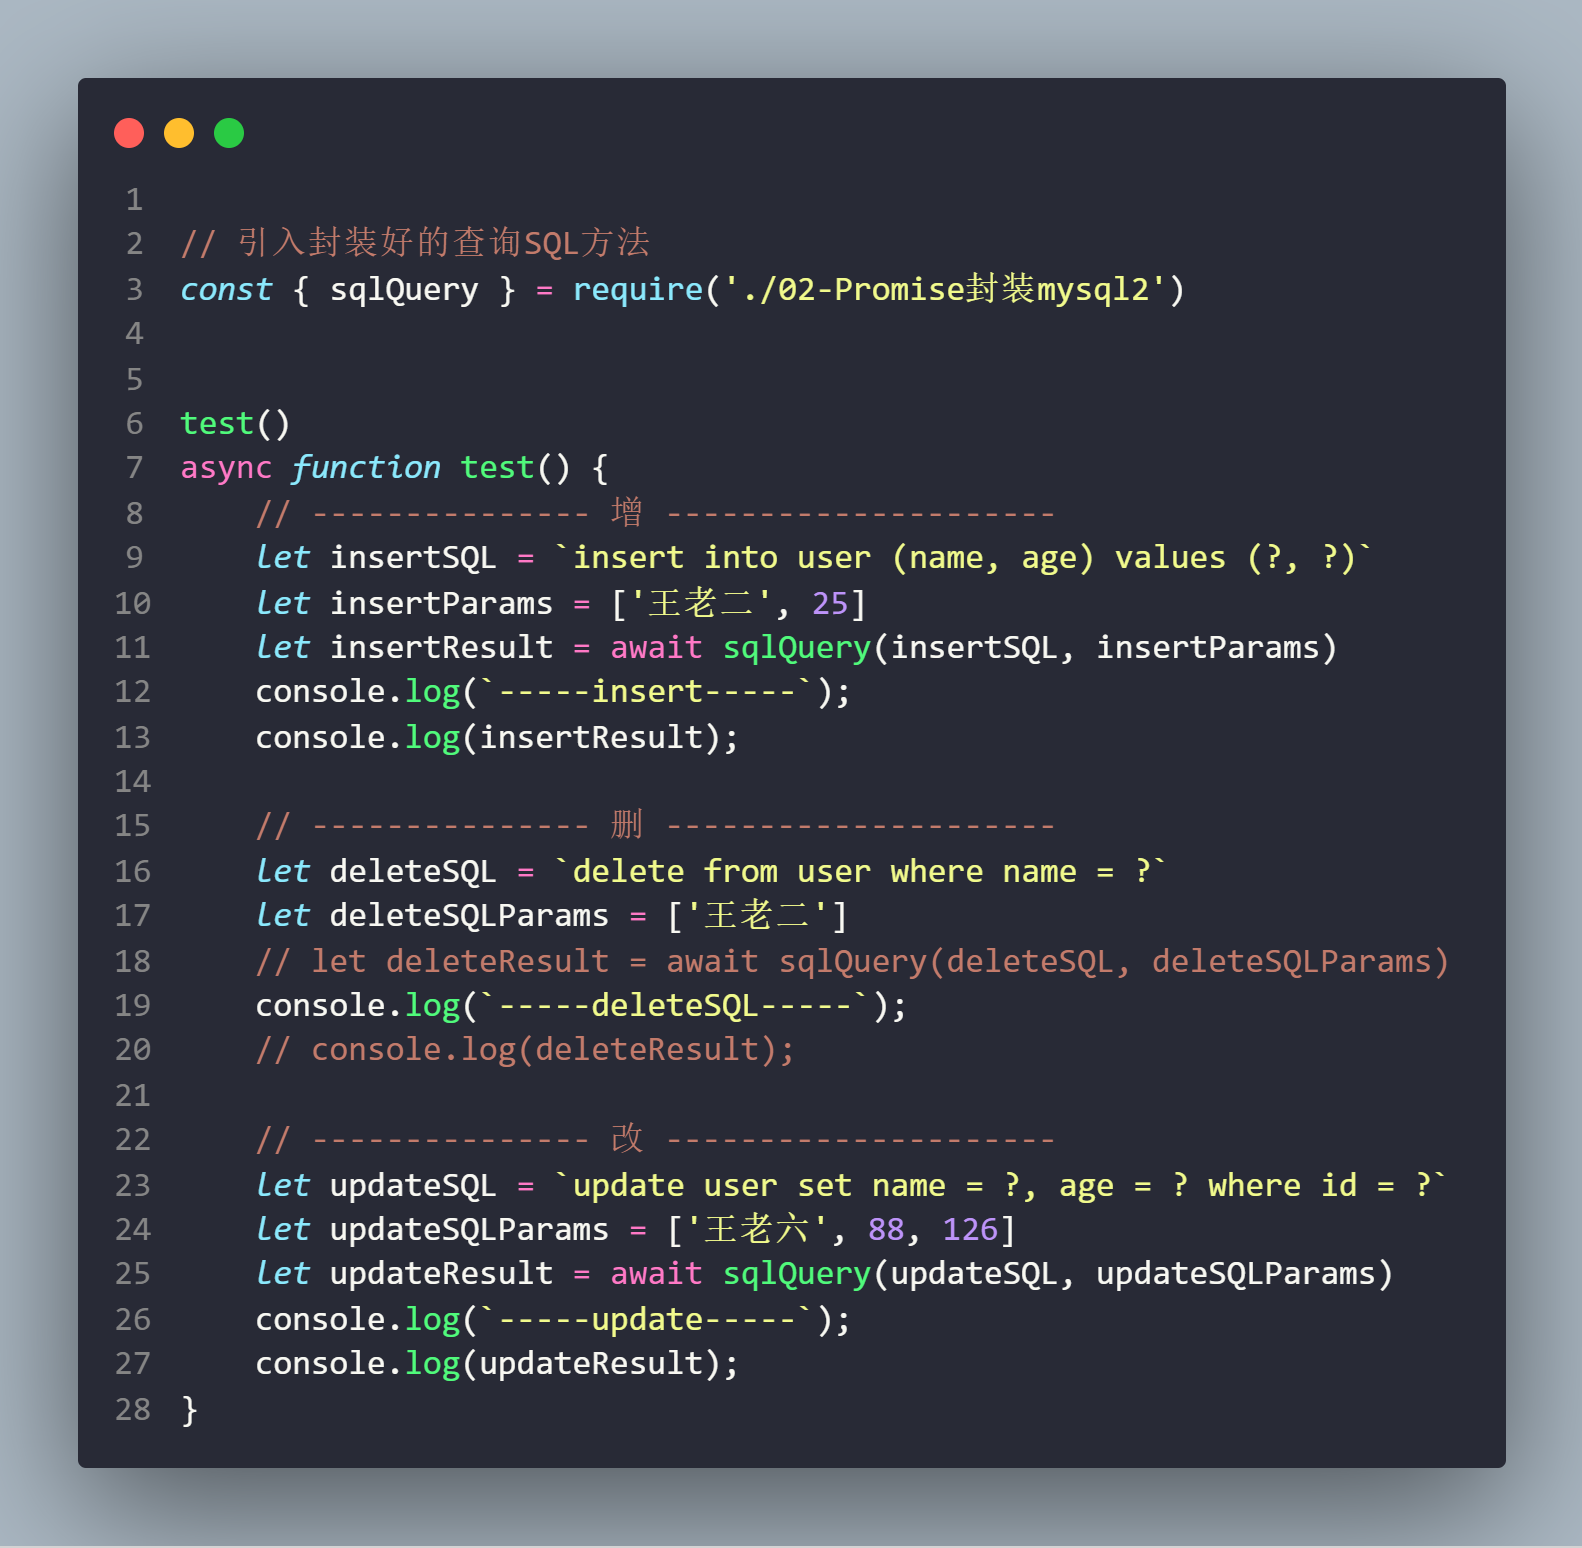 1
2 // 引入封装好的查询SQL方法
3 const { sqlQuery } = require('./02-Promise封装mysql2')
4
5
6 test()
7 async function test() {
8     // --------------- 增 ---------------------
9     let insertSQL = `insert into user (name, age) values (?, ?)`
10     let insertParams = ['王老二', 25]
11     let insertResult = await sqlQuery(insertSQL, insertParams)
12     console.log(`-----insert-----`);
13     console.log(insertResult);
14
15     // --------------- 删 ---------------------
16     let deleteSQL = `delete from user where name = ?`
17     let deleteSQLParams = ['王老二']
18     // let deleteResult = await sqlQuery(deleteSQL, deleteSQLParams)
19     console.log(`-----deleteSQL-----`);
20     // console.log(deleteResult);
21
22     // --------------- 改 ---------------------
23     let updateSQL = `update user set name = ?, age = ? where id = ?`
24     let updateSQLParams = ['王老六', 88, 126]
25     let updateResult = await sqlQuery(updateSQL, updateSQLParams)
26     console.log(`-----update-----`);
27     console.log(updateResult);
28 }